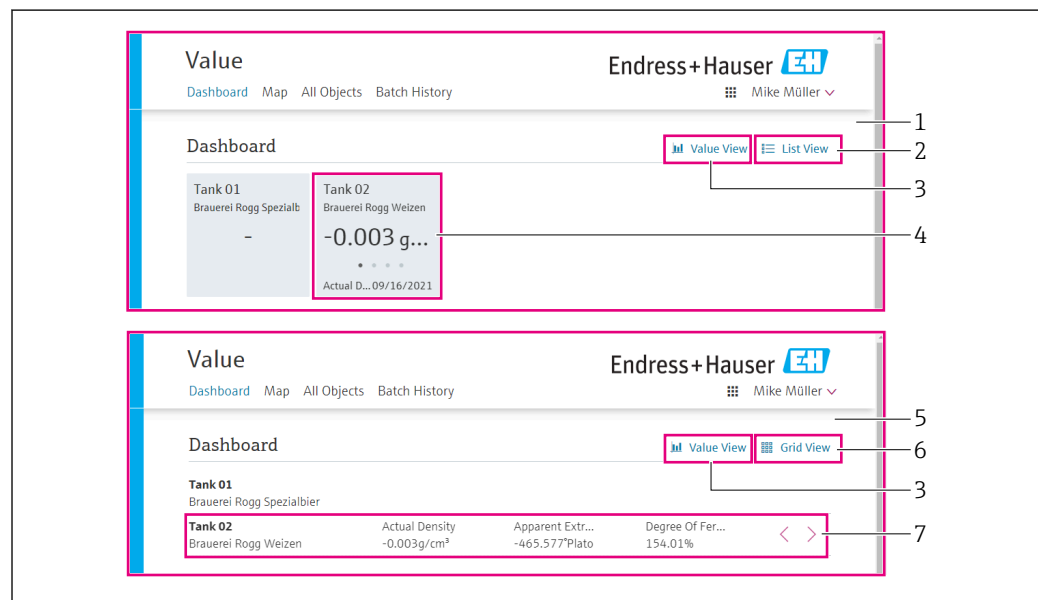 Value
Endress+Hauser EH
Dashboard Map All Objects Batch History
Mike Müller
1
Dashboard
Value View
List View
2
3
Tank 01
Brauerei Rogg Spezialb
-
Tank 02
Brauerei Rogg Weizen
-0.003 g...
4
Actual D... 09/16/2021
Value
Endress+Hauser EH
Dashboard Map All Objects Batch History
Mike Müller
5
Dashboard
Value View
Grid View
6
3
Tank 01
Brauerei Rogg Spezialbier
Tank 02 Actual Density Apparent Extr... Degree Of Fer...
Brauerei Rogg Weizen -0.003g/cm³ -465.577°Plato 154.01%
7